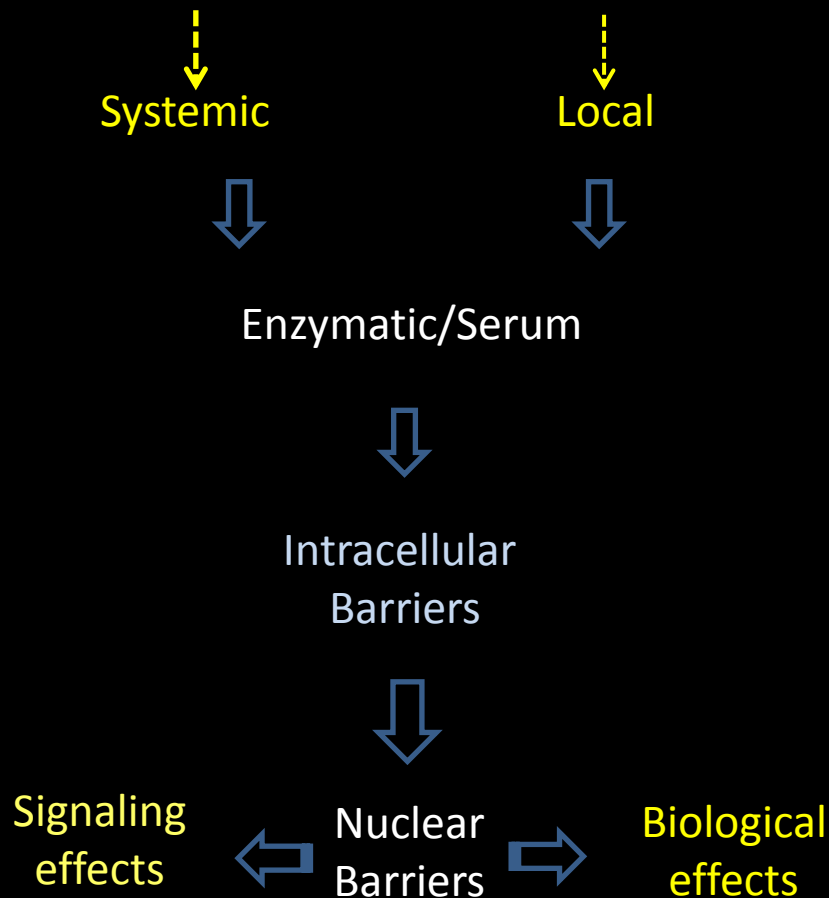 Systemic
Local
Enzymatic/Serum
Intracellular
Barriers
Signaling
effects
Nuclear
Barriers
Biological
effects